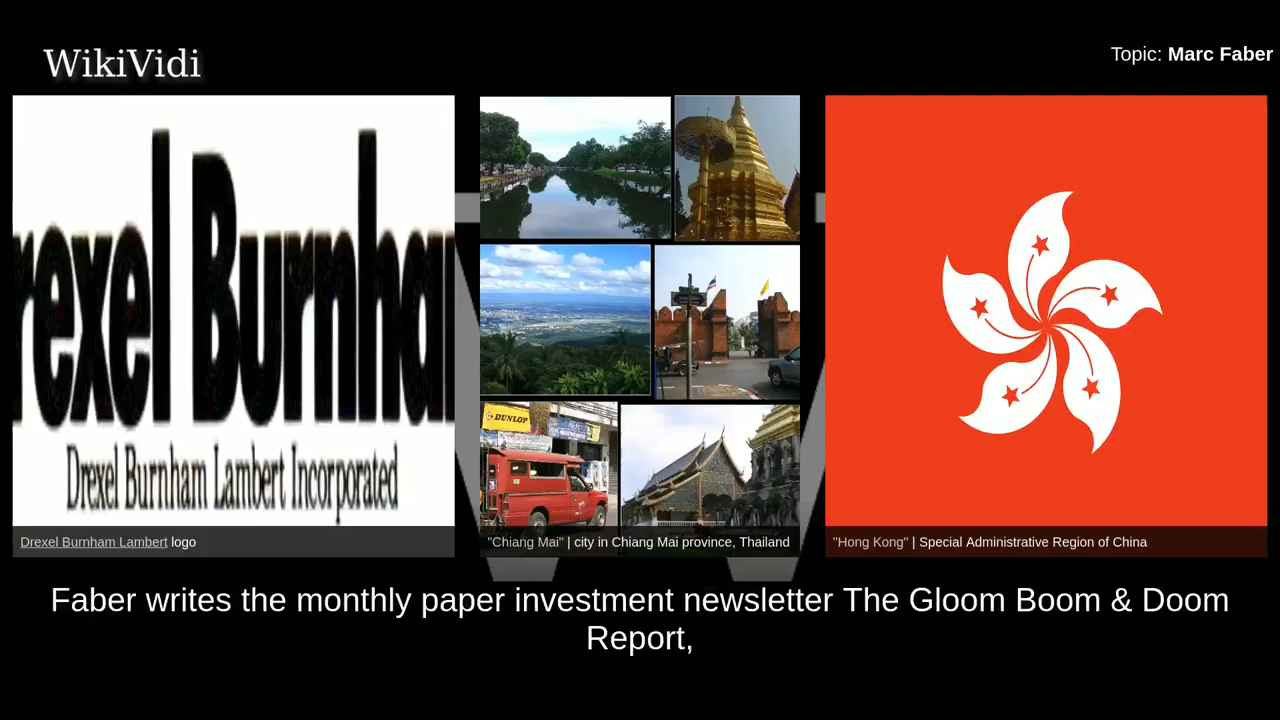 WikiVidi
Topic: Marc Faber
rexel Burnha
Drexel Burnham Lambert Incorporated
DUNLOP
Drexel Burnham Lambert logo
"Chiang Mai" | city in Chiang Mai province, Thailand
"Hong Kong" | Special Administrative Region of China
Faber writes the monthly paper investment newsletter The Gloom Boom & Doom
Report,